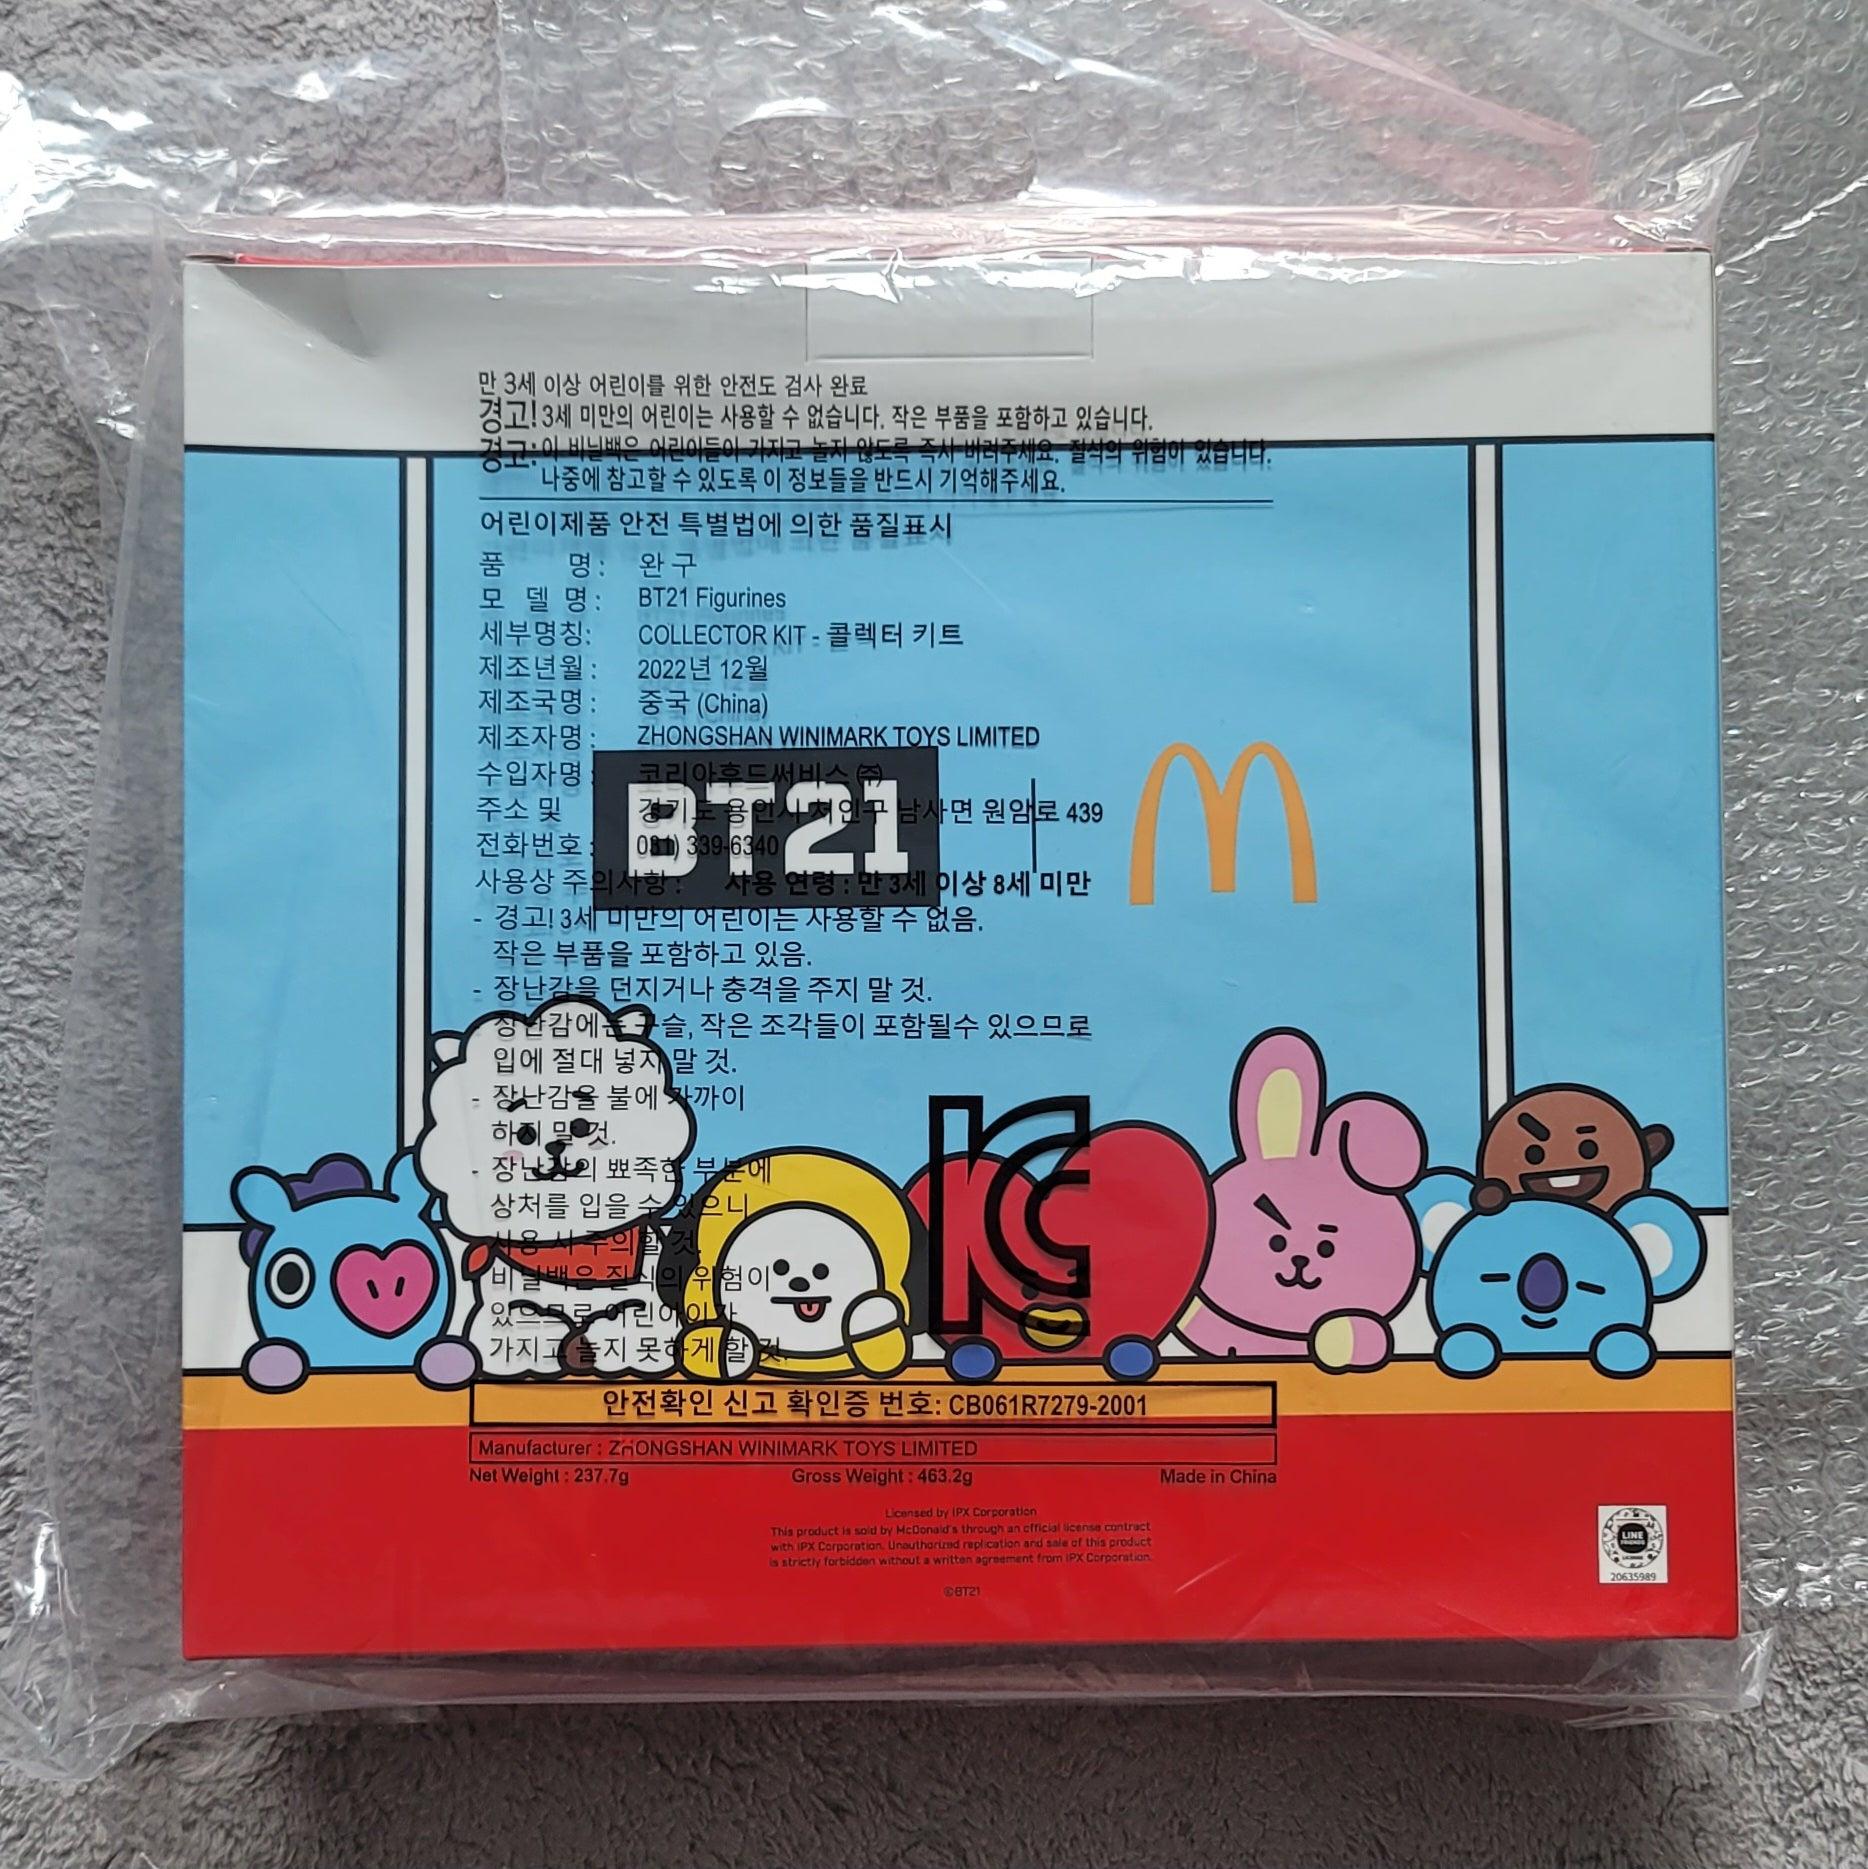 만 3세 이상 어린이를 위한 안전도 검사 완료
경고! 3세 미만의 어린이는 사용할 수 없습니다. 작은 부품을 포함하고 있습니다.
경고: 이 비닐백은 어린이들이 가지고 놀지 않도록 즉시 버려주세요. 질식의 위험이 있습니다.
나중에 참고할 수 있도록 이 정보들을 반드시 기억해주세요.
어린이제품 안전 특별법에 의한 품질표시
품 명 : 완 구
모 델 명 : BT21 Figurines
세부명칭: COLLECTOR KIT - 콜렉터 키트
제조년월 : 2022년 12월
제조국명 : 중국 (China)
제조자명 : ZHONGSHAN WINIMARK TOYS LIMITED
수입자명 : 코리아후드써비스 ㈜
주소 및 경기도 용인시 처인구 남사면 원암로 439
전화번호 : 031) 339-6340
BT21
사용상 주의사항 : 사용 연령 : 만 3세 이상 8세 미만
- 경고! 3세 미만의 어린이는 사용할 수 없음.
작은 부품을 포함하고 있음.
- 장난감을 던지거나 충격을 주지 말 것.
- 장난감에는 구슬, 작은 조각들이 포함될수 있으므로
입에 절대 넣지 말 것.
- 장난감을 불에 가까이
하지 말 것.
- 장난감의 뾰족한 부분에
상처를 입을 수 있으니
사용 시 주의할 것.
비닐백은 질식의 위험이
있으므로 어린아이가
가지고 놀지 못하게 할 것.
안전확인 신고 확인증 번호: CB061R7279-2001
Manufacturer : ZHONGSHAN WINIMARK TOYS LIMITED
Net Weight : 237.7g Gross Weight : 463.2g Made in China
Licensed by IPX Corporation
This product is sold by McDonald's through an official license contract
with IPX Corporation. Unauthorized replication and sale of this product
is strictly forbidden without a written agreement from IPX Corporation.
©BT21
LINE
FRIENDS
LICENSE
20635989